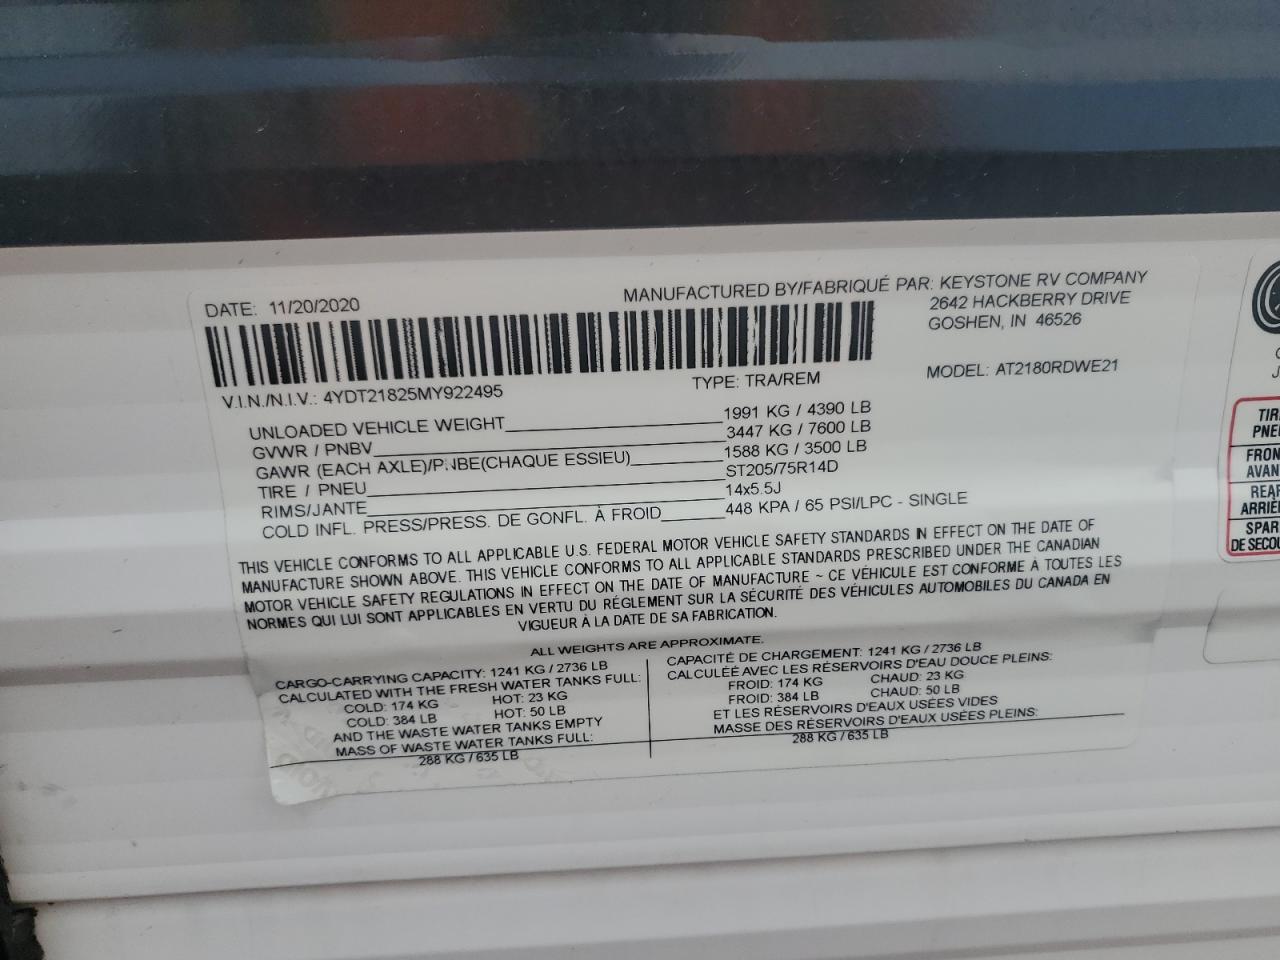 DATE: 11/20/2020
MANUFACTURED BY/FABRIQUÉ PAR: KEYSTONE RV COMPANY
2642 HACKBERRY DRIVE
GOSHEN, IN 46526
V.I.N./N.I.V.: 4YDT21825MY922495
TYPE: TRA/REM
MODEL: AT2180RDWE21
UNLOADED VEHICLE WEIGHT 1991 KG / 4390 LB
GVWR / PNBV 3447 KG / 7600 LB
GAWR (EACH AXLE)/PNBE(CHAQUE ESSIEU) 1588 KG / 3500 LB
TIRE / PNEU ST205/75R14D
RIMS/JANTE 14x5.5J
COLD INFL. PRESS/PRESS. DE GONFL. À FROID 448 KPA / 65 PSI/LPC - SINGLE
THIS VEHICLE CONFORMS TO ALL APPLICABLE U.S. FEDERAL MOTOR VEHICLE SAFETY STANDARDS IN EFFECT ON THE DATE OF
MANUFACTURE SHOWN ABOVE. THIS VEHICLE CONFORMS TO ALL APPLICABLE STANDARDS PRESCRIBED UNDER THE CANADIAN
MOTOR VEHICLE SAFETY REGULATIONS IN EFFECT ON THE DATE OF MANUFACTURE ~ CE VÉHICULE EST CONFORME À TOUTES LES
NORMES QUI LUI SONT APPLICABLES EN VERTU DU RÉGLEMENT SUR LA SÉCURITÉ DES VÉHICULES AUTOMOBILES DU CANADA EN
VIGUEUR À LA DATE DE SA FABRICATION.
ALL WEIGHTS ARE APPROXIMATE.
CARGO-CARRYING CAPACITY: 1241 KG / 2736 LB
CALCULATED WITH THE FRESH WATER TANKS FULL:
COLD: 174 KG HOT: 23 KG
COLD: 384 LB HOT: 50 LB
AND THE WASTE WATER TANKS EMPTY
MASS OF WASTE WATER TANKS FULL:
288 KG / 635 LB
CAPACITÉ DE CHARGEMENT: 1241 KG / 2736 LB
CALCULÉE AVEC LES RÉSERVOIRS D'EAU DOUCE PLEINS:
FROID: 174 KG CHAUD: 23 KG
FROID: 384 LB CHAUD: 50 LB
ET LES RÉSERVOIRS D'EAUX USÉES VIDES
MASSE DES RÉSERVOIRS D'EAUX USÉES PLEINS:
288 KG / 635 LB
TIR
PNE
FRON
AVAN
REAR
ARRIÈ
SPAR
DE SECOU